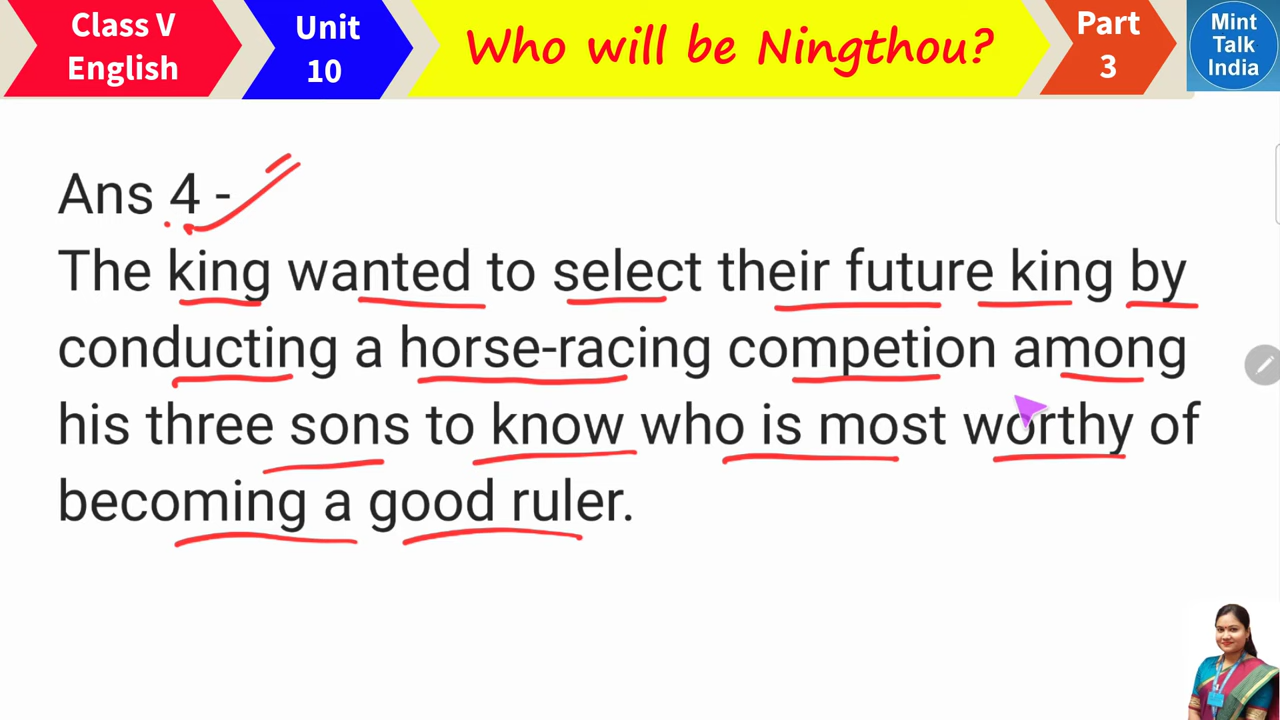 Class V
English
Unit
10
Who will be Ningthou?
Part
3
Mint
Talk
India
Ans 4 -
The king wanted to select their future king by
conducting a horse-racing competion among
his three sons to know who is most worthy of
becoming a good ruler.